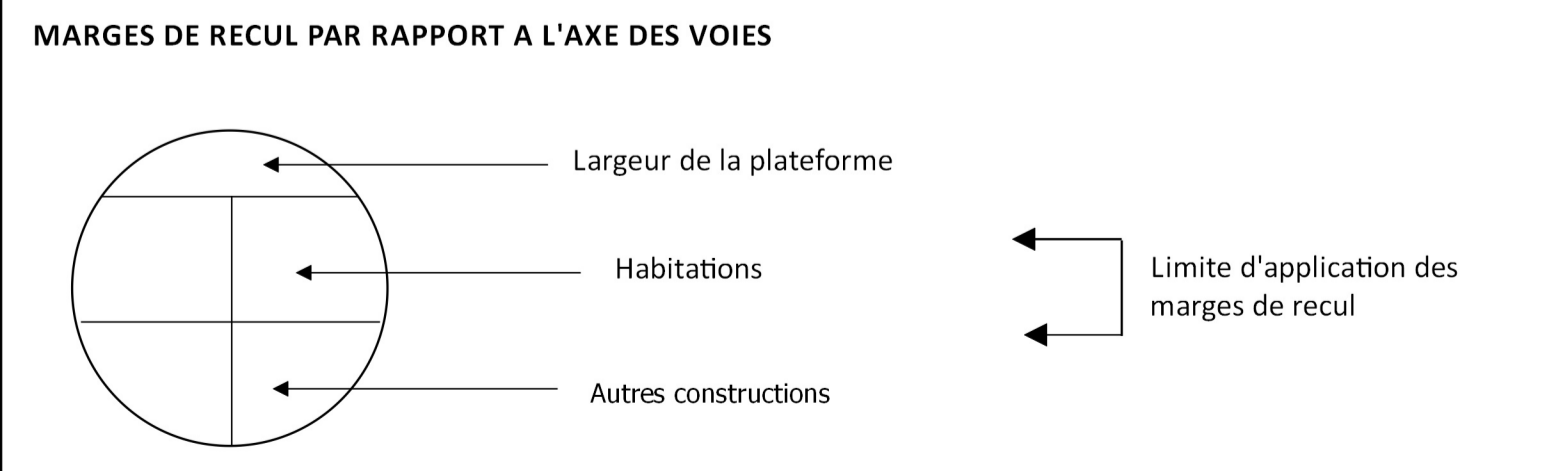 MARGES DE RECUL PAR RAPPORT A L'AXE DES VOIES
Largeur de la plateforme
Habitations
Autres constructions
Limite d'application des
marges de recul